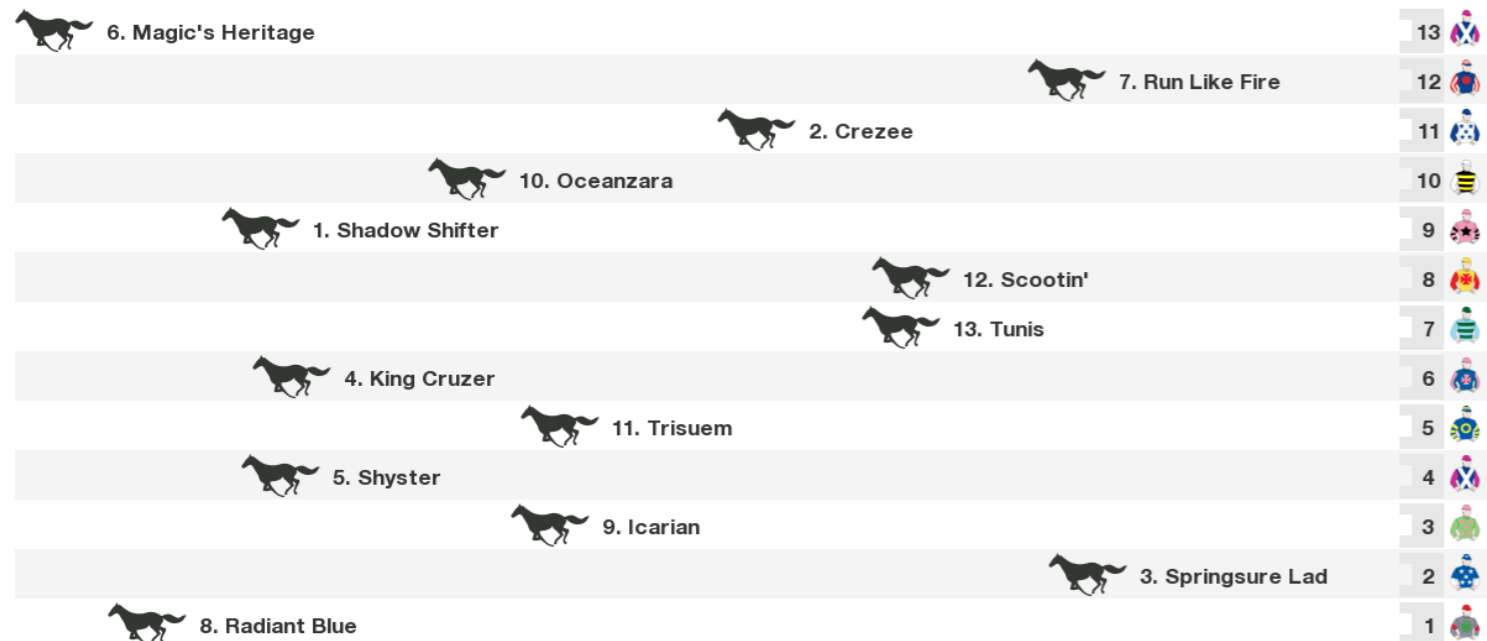 6. Magic's Heritage 13
7. Run Like Fire 12
2. Crezee 11
10. Oceanzara 10
1. Shadow Shifter 9
12. Scootin' 8
13. Tunis 7
4. King Cruzer 6
11. Trisuem 5
5. Shyster 4
9. Icarian 3
3. Springsure Lad 2
8. Radiant Blue 1